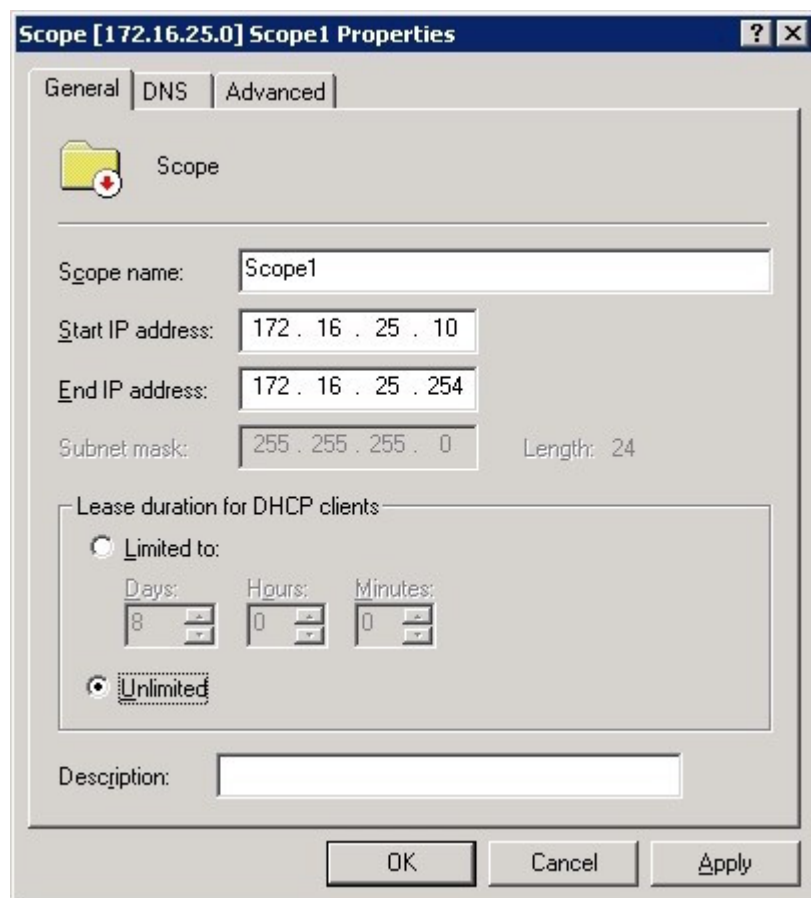 Scope [172.16.25.0] Scope1 Properties ? X
General DNS Advanced
Scope
Scope name: Scope1
Start IP address: 172 . 16 . 25 . 10
End IP address: 172 . 16 . 25 . 254
Subnet mask: 255 . 255 . 255 . 0 Length: 24
Lease duration for DHCP clients
Limited to:
Days: Hours: Minutes:
8 0 0
Unlimited
Description:
OK Cancel Apply